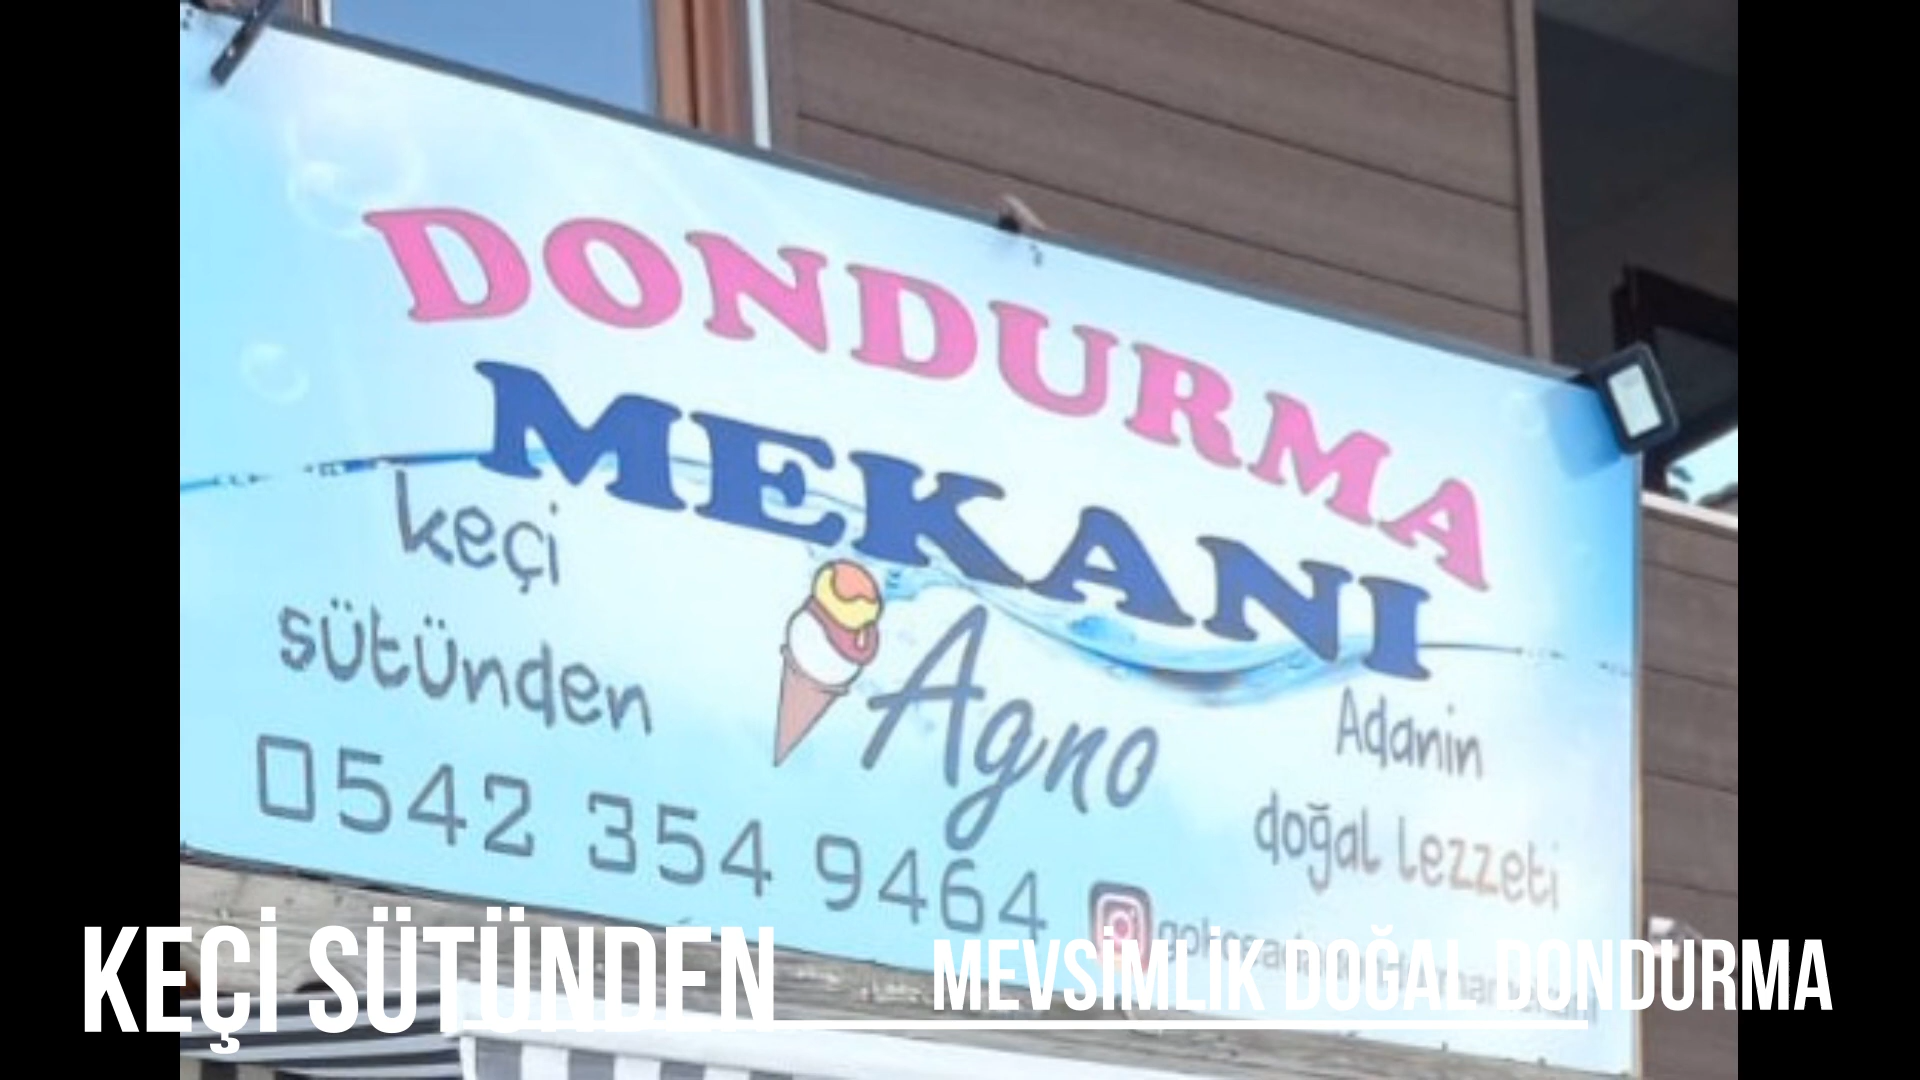 DONDURMA
MEKANI
keçi
sütünden
Agno
Adanin
doğal lezzeti
0542 354 9464
KEÇİ SÜTÜNDEN
MEVSİMLİK DOĞAL DONDURMA